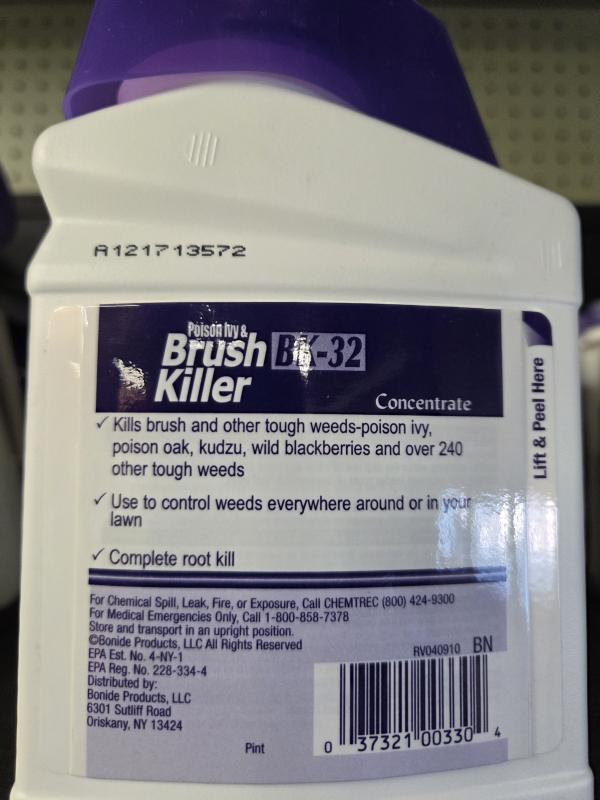 A121713572
Poison Ivy &
Brush BK-32
Killer
Concentrate
✓ Kills brush and other tough weeds-poison ivy,
poison oak, kudzu, wild blackberries and over 240
other tough weeds
✓ Use to control weeds everywhere around or in your
lawn
✓ Complete root kill
Lift & Peel Here
For Chemical Spill, Leak, Fire, or Exposure, Call CHEMTREC (800) 424-9300
For Medical Emergencies Only, Call 1-800-858-7378
Store and transport in an upright position.
©Bonide Products, LLC All Rights Reserved
EPA Est. No. 4-NY-1
EPA Reg. No. 228-334-4
Distributed by:
Bonide Products, LLC
6301 Sutliff Road
Oriskany, NY 13424
Pint
RV040910 BN
0 37321 00330 4